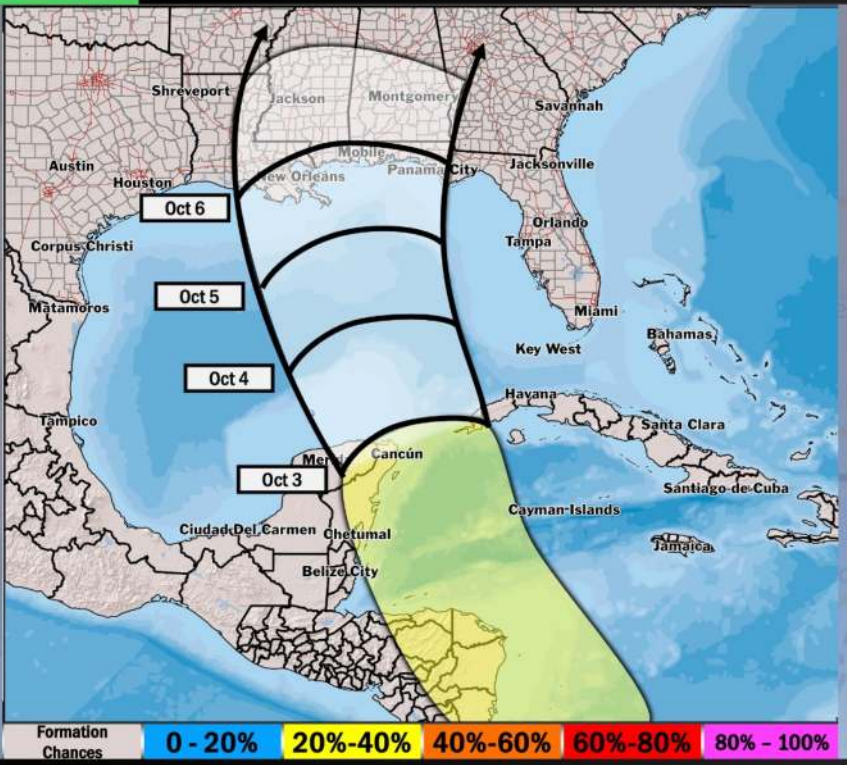 Shreveport
Jackson
Montgomery
Savannah
Mobile
Austin
New Orleans
Panama City
Jacksonville
Houston
Oct 6
Orlando
Tampa
Corpus Christi
Oct 5
Matamoros
Miami
Bahamas
Key West
Oct 4
Havana
Tampico
Santa Clara
Cancún
Oct 3
Santiago de Cuba
Cayman-Islands
Ciudad Del Carmen
Chetumal
Jamaica
Belize City
Formation
Chances
0 - 20%
20%-40%
40%-60%
60%-80%
80% – 100%